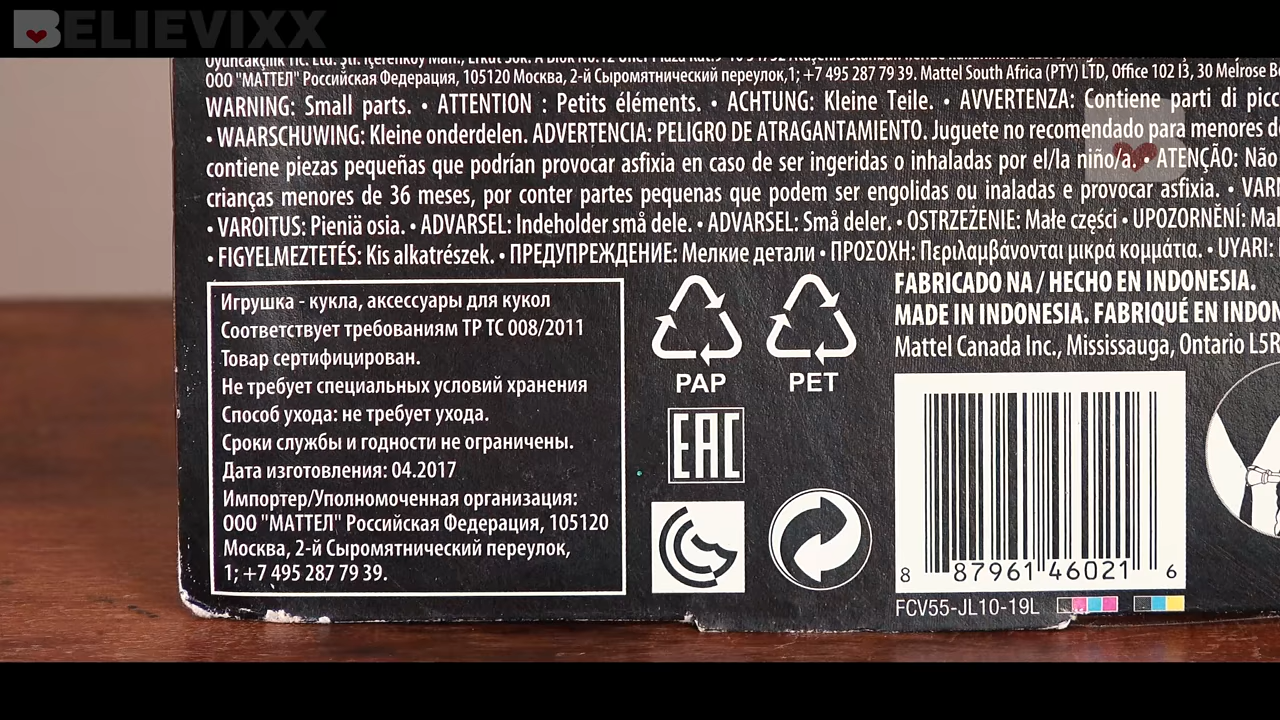 BELIEVIXX
ООО "МАТТЕЛ" Российская Федерация, 105120 Москва, 2-й Сыромятнический переулок,1; +7 495 287 79 39. Mattel South Africa (PTY) LTD, Office 102 I3, 30 Melrose
WARNING: Small parts. • ATTENTION : Petits éléments. • ACHTUNG: Kleine Teile. • AVVERTENZA: Contiene parti di
• WAARSCHUWING: Kleine onderdelen. ADVERTENCIA: PELIGRO DE ATRAGANTAMIENTO. Juguete no recomendado para menores
contiene piezas pequeñas que podrían provocar asfixia en caso de ser ingeridas o inhaladas por el/la niño/a. • ATENÇÃO: Não
crianças menores de 36 meses, por conter partes pequenas que podem ser engolidas ou inaladas e provocar asfixia. •
• VAROITUS: Pieniä osia. • ADVARSEL: Indeholder små dele. • ADVARSEL: Små deler. • OSTRZEŻENIE: Małe części • UPOZORNĚNÍ:
• FIGYELMEZTETÉS: Kis alkatrészek. • ПРЕДУПРЕЖДЕНИЕ: Мелкие детали • ΠΡΟΣΟΧΗ: Περιλαμβάνονται μικρά κομμάτια. • UYARI:
Игрушка - кукла, аксессуары для кукол
Соответствует требованиям ТР ТС 008/2011
Товар сертифицирован.
Не требует специальных условий хранения
Способ ухода: не требует ухода.
Сроки службы и годности не ограничены.
Дата изготовления: 04.2017
Импортер/Уполномоченная организация:
ООО "МАТТЕЛ" Российская Федерация, 105120
Москва, 2-й Сыромятнический переулок,
1; +7 495 287 79 39.
PAP
PET
EAC
FABRICADO NA / HECHO EN INDONESIA.
MADE IN INDONESIA. FABRIQUÉ EN
Mattel Canada Inc., Mississauga, Ontario L5R
8 87961 46021 6
FCV55-JL10-19L